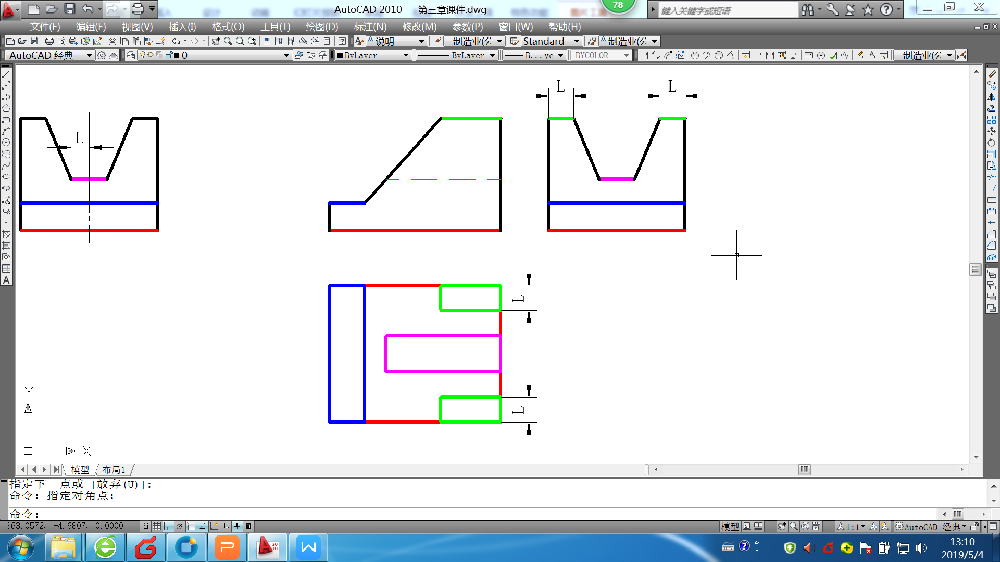 AutoCAD 2010 第三章课件.dwg
78
键入关键字或短语
文件(F) 编辑(E) 视图(V) 插入(I) 格式(O) 工具(T) 绘图(D) 标注(N) 修改(M) 参数(P) 窗口(W) 帮助(H)
说明 制造业(公 Standard 制造业(公
AutoCAD 经典 0 ByLayer ByLayer B...ye BYCOLOR 制造业(公
L L
L
L
L
Y
X
A
模型 布局1
指定下一点或 [放弃(U)]:
命令: 指定对角点:
命令:
863.0572, -4.6807, 0.0000 模型 1:1 AutoCAD 经典
13:10
2019/5/4